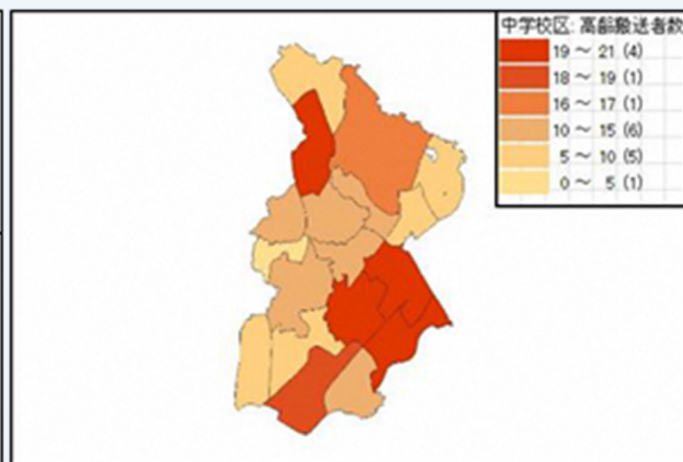 中学校区: 高齢搬送者数
19 ~ 21 (4)
18 ~ 19 (1)
16 ~ 17 (1)
10 ~ 15 (6)
5 ~ 10 (5)
0 ~ 5 (1)